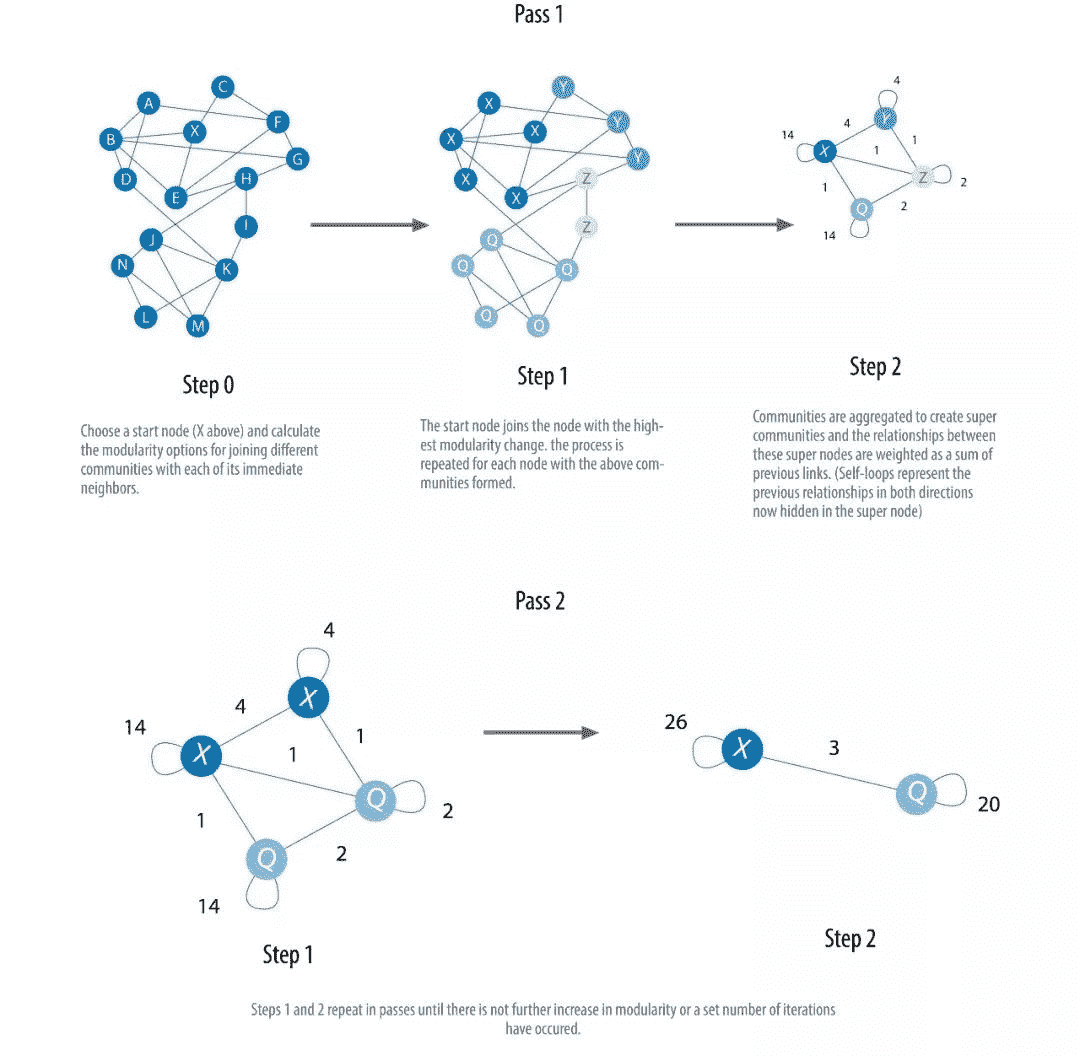 Pass 1
A
C
B
X
F
G
D
E
H
I
J
N
K
L
M
X
Y
X
X
Y
Y
X
X
Z
Z
Q
Q
Q
Q
Q
4
Y
4
14
X
1
1
Z
2
1
Q
2
14
Step 0
Step 1
Step 2
Choose a start node (X above) and calculate
the modularity options for joining different
communities with each of its immediate
neighbors.
The start node joins the node with the high-
est modularity change. the process is
repeated for each node with the above com-
munities formed.
Communities are aggregated to create super
communities and the relationships between
these super nodes are weighted as a sum of
previous links. (Self-loops represent the
previous relationships in both directions
now hidden in the super node)
Pass 2
4
X
4
14
X
1
1
Q
2
1
Q
2
14
26
X
3
Q
20
Step 1
Step 2
Steps 1 and 2 repeat in passes until there is not further increase in modularity or a set number of iterations
have occured.